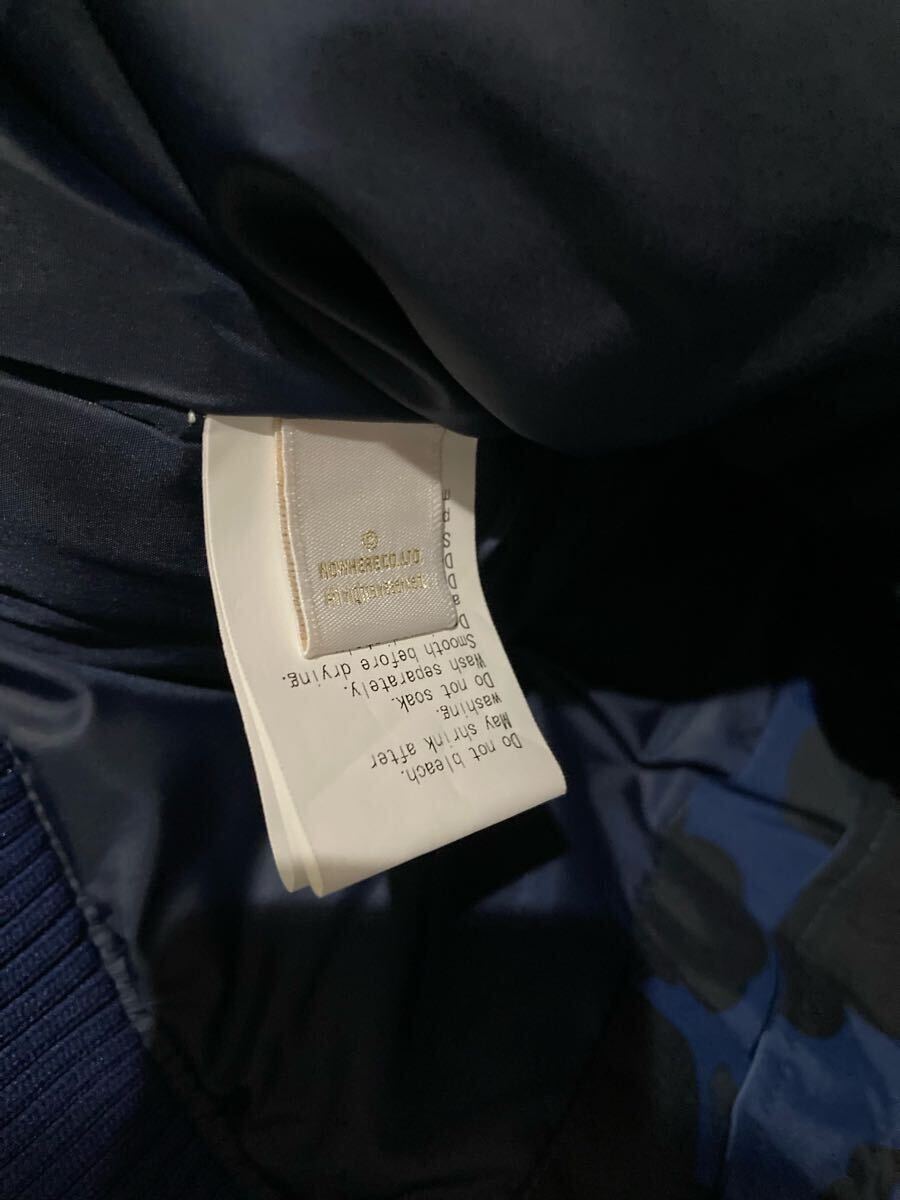 ©
NOWHERE CO. LTD.
Do not bleach.
May shrink after
washing.
Do not soak.
Wash separately.
Smooth before drying.